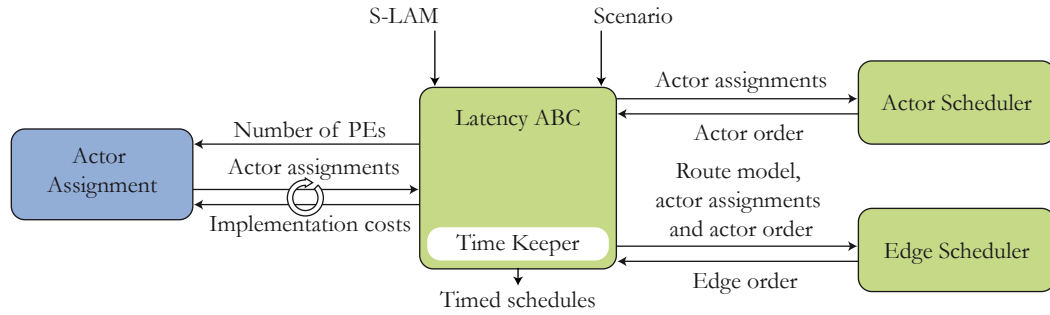 S-LAM
Scenario
Actor assignments
Actor Scheduler
Latency ABC
Actor order
Number of PEs
Actor
Assignment
Actor assignments
Implementation costs
Route model,
actor assignments
and actor order
Time Keeper
Edge Scheduler
Edge order
Timed schedules